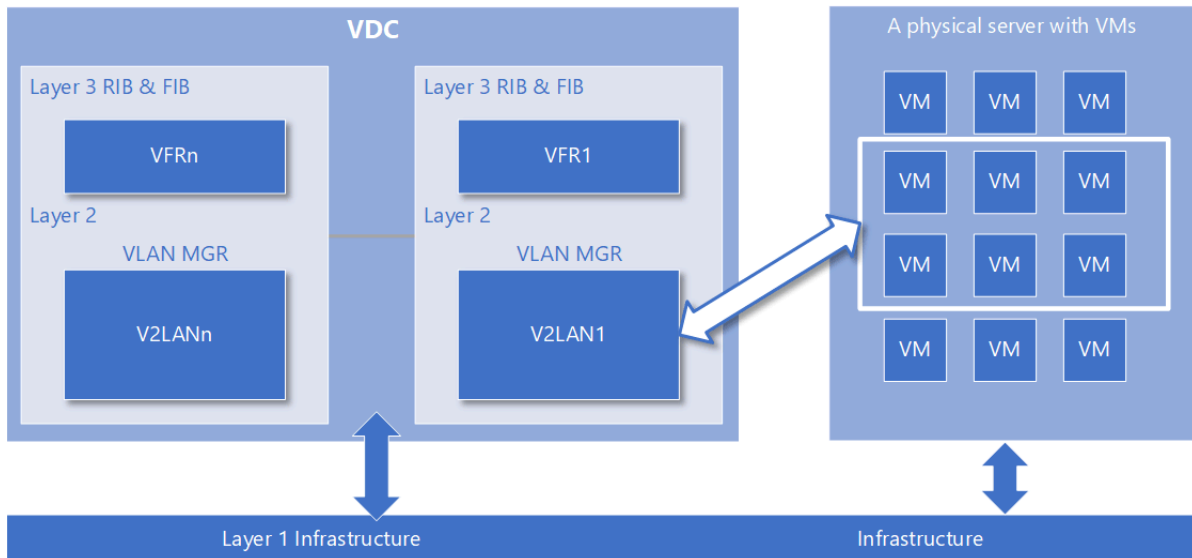 VDC
Layer 3 RIB & FIB
VFRn
Layer 2
VLAN MGR
V2LANn
Layer 3 RIB & FIB
VFR1
Layer 2
VLAN MGR
V2LAN1
A physical server with VMs
VM VM VM
VM VM VM
VM VM VM
VM VM VM
Layer 1 Infrastructure
Infrastructure